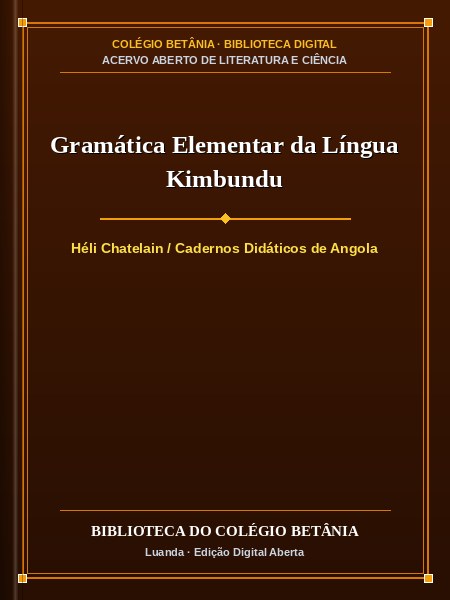 COLÉGIO BETÂNIA · BIBLIOTECA DIGITAL
ACERVO ABERTO DE LITERATURA E CIÊNCIA
Gramática Elementar da Língua
Kimbundu
Héli Chatelain / Cadernos Didáticos de Angola
BIBLIOTECA DO COLÉGIO BETÂNIA
Luanda · Edição Digital Aberta